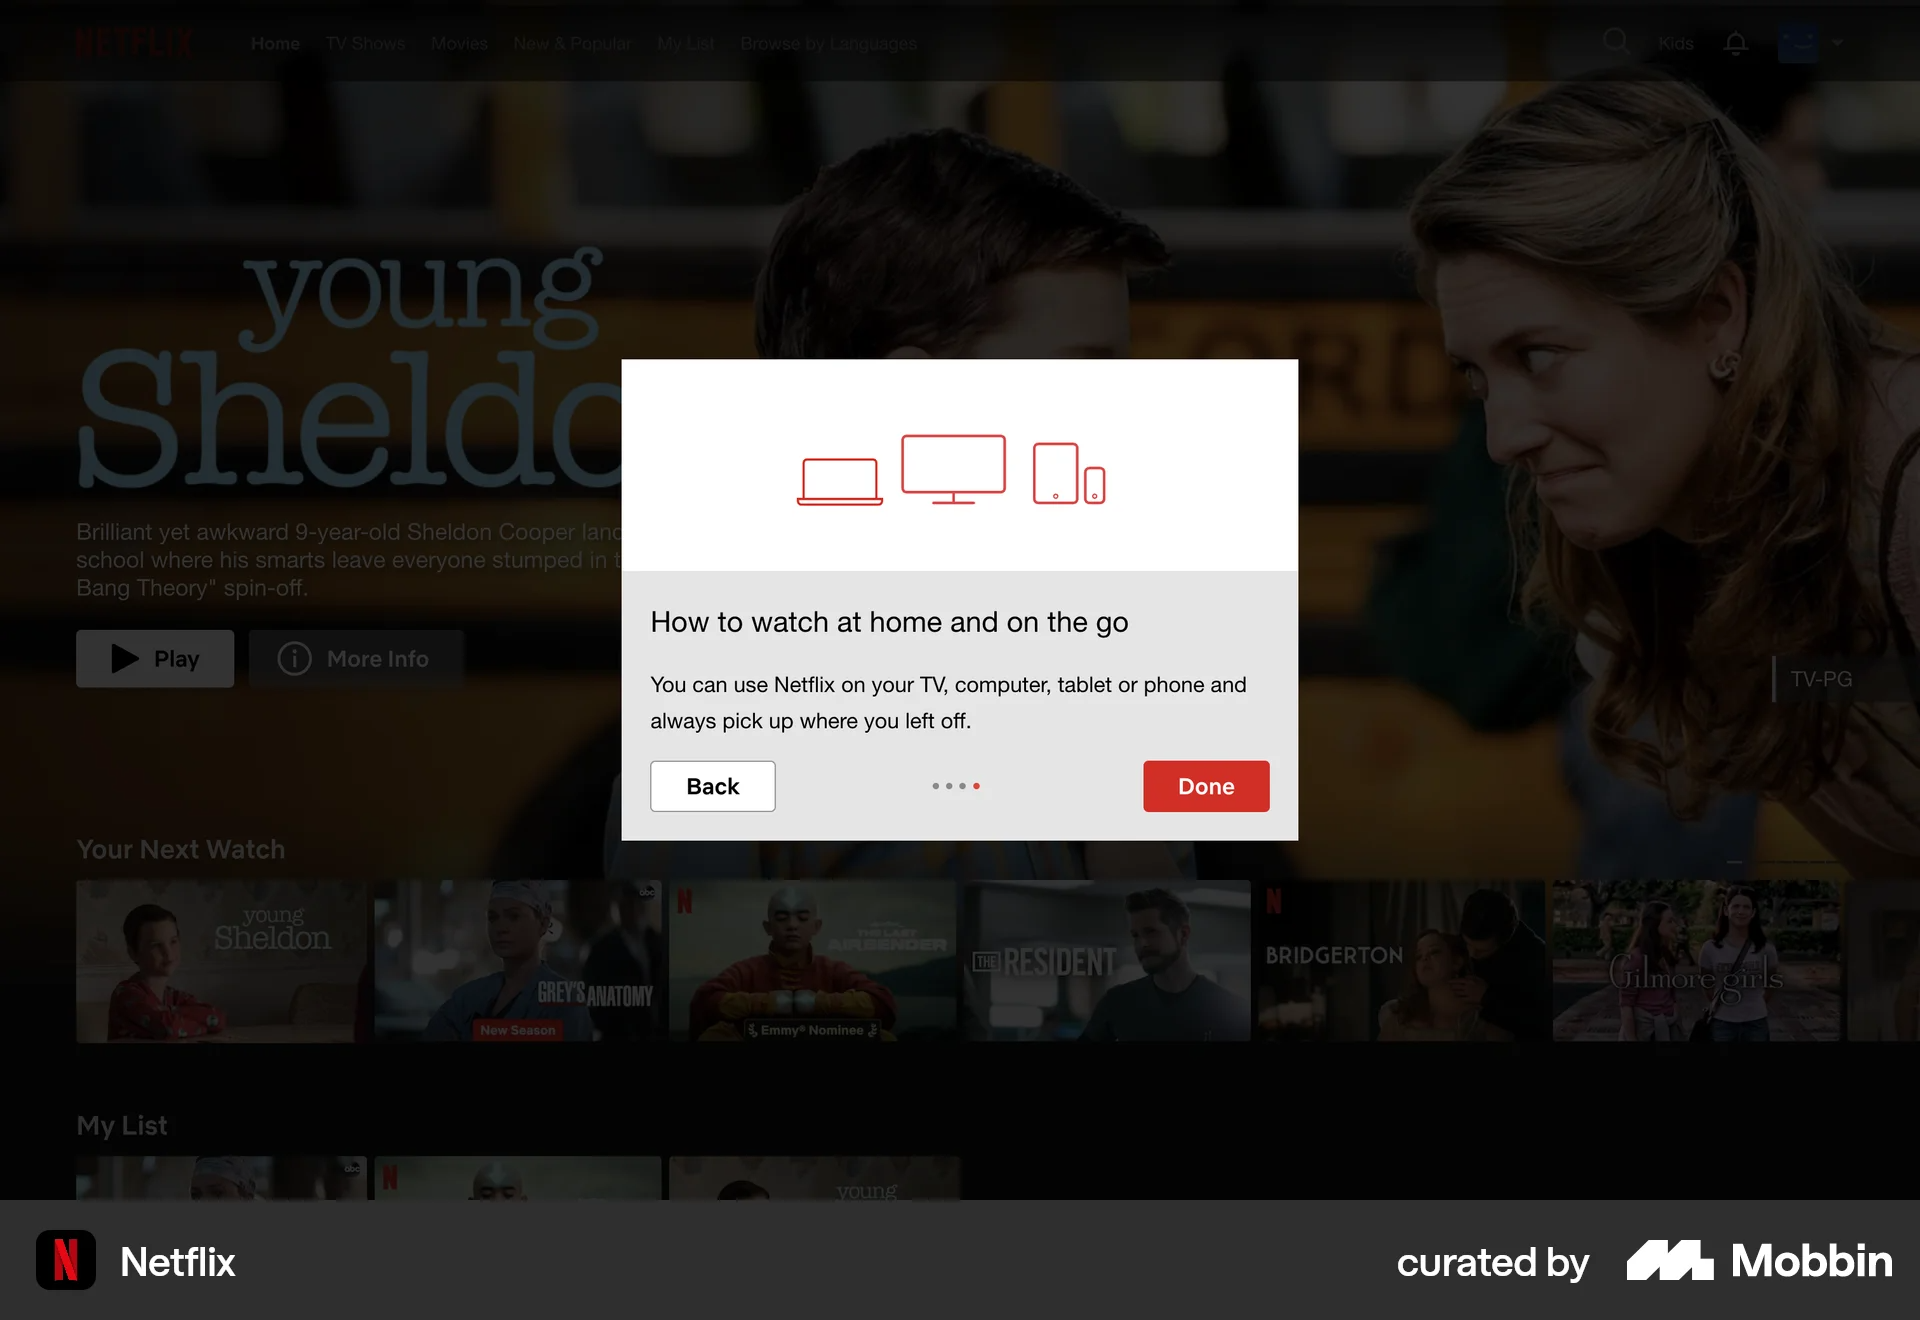 NETFLIX
Home
TV Shows
Movies
New & Popular
My List
Browse by Languages
Kids
ORD
young
Sheldo
Brilliant yet awkward 9-year-old Sheldon Cooper lanc
school where his smarts leave everyone stumped in t
Bang Theory" spin-off.
Play
More Info
TV-PG
How to watch at home and on the go
You can use Netflix on your TV, computer, tablet or phone and
always pick up where you left off.
Back
Done
Your Next Watch
young
Sheldon
abc
GREY'S ANATOMY
New Season
N
THE LAST
AIRBENDER
Emmy® Nominee
THE RESIDENT
N
BRIDGERTON
Gilmore girls
My List
abc
N
young
N
Netflix
curated by
Mobbin